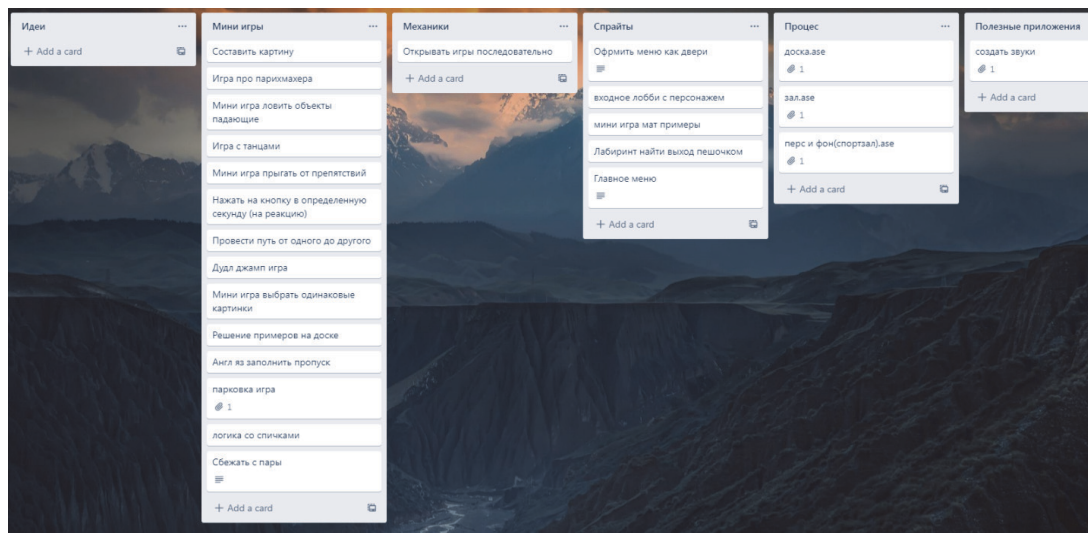 Идеи
+ Add a card
Мини игры
Составить картину
Игра про парихмахера
Мини игра ловить объекты
падающие
Игра с танцами
Мини игра прыгать от препятствий
Нажать на кнопку в определенную
секунду (на реакцию)
Провести путь от одного до другого
Дудл джамп игра
Мини игра выбрать одинаковые
картинки
Решение примеров на доске
Англ яз заполнить пропуск
парковка игра
1
логика со спичками
Сбежать с пары
+ Add a card
Механики
Открывать игры последовательно
+ Add a card
Спрайты
Офрмить меню как двери
входное лобби с персонажем
мини игра мат примеры
Лабиринт найти выход пешочком
Главное меню
+ Add a card
Процес
доска.ase
1
зал.ase
1
перс и фон(спортзал).ase
1
+ Add a card
Полезные приложения
создать звуки
1
+ Add a card